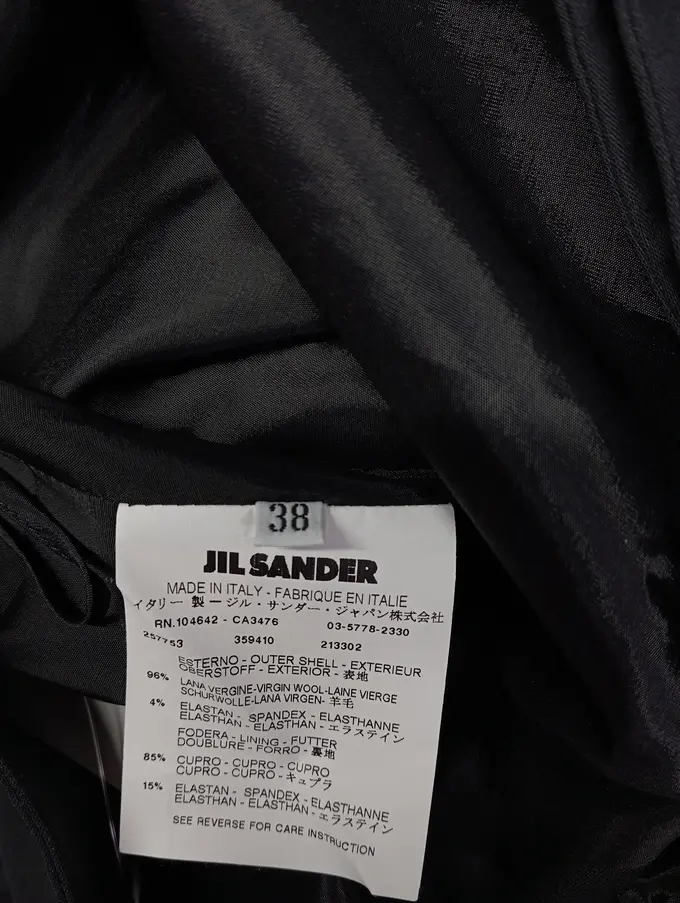 38
JIL SANDER
MADE IN ITALY - FABRIQUE EN ITALIE
イタリー 製 ー ジル・サンダー・ジャパン株式会社
RN.104642 - CA3476 03-5778-2330
257753 359410 213302
ESTERNO - OUTER SHELL - EXTERIEUR
OBERSTOFF - EXTERIOR - 表地
96% LANA VERGINE-VIRGIN WOOL-LAINE VIERGE
SCHURWOLLE-LANA VIRGEN- 羊毛
4% ELASTAN - SPANDEX - ELASTHANNE
ELASTHAN - ELASTHAN - エラステイン
FODERA - LINING - FUTTER
DOUBLURE - FORRO - 裏地
85% CUPRO - CUPRO - CUPRO
CUPRO - CUPRO - キュプラ
15% ELASTAN - SPANDEX - ELASTHANNE
ELASTHAN - ELASTHAN - エラステイン
SEE REVERSE FOR CARE INSTRUCTION